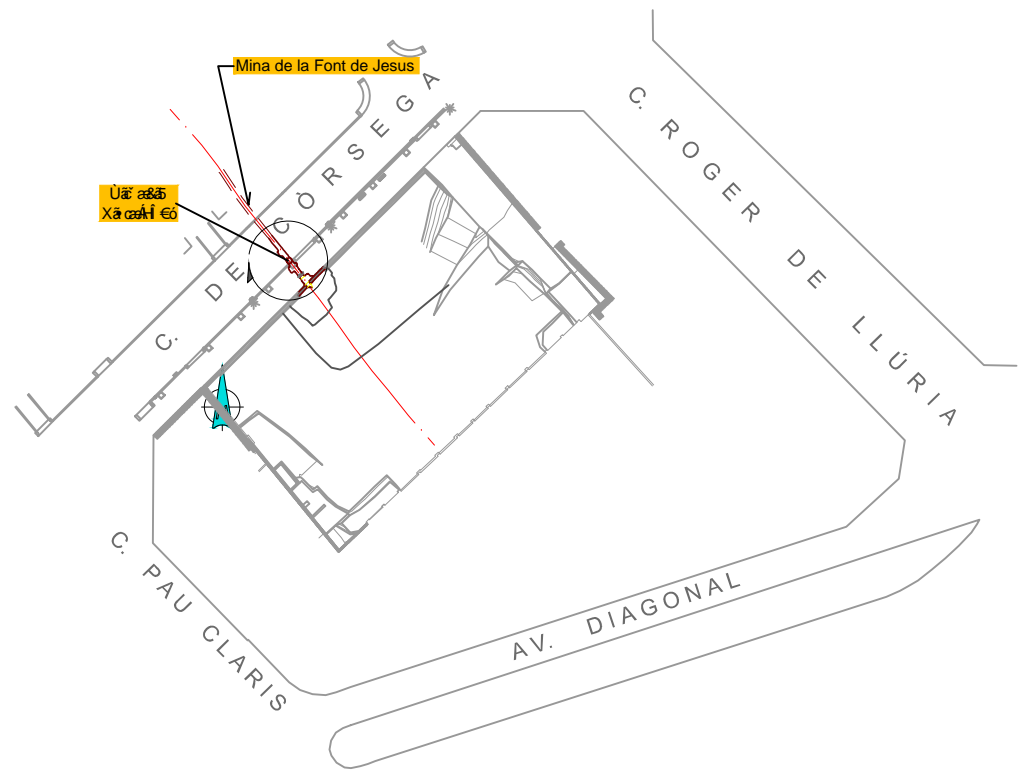 Mina de la Font de Jesus
C. DE CÒRSEGA
C. ROGER DE LLÚRIA
C. PAU CLARIS
AV. DIAGONAL